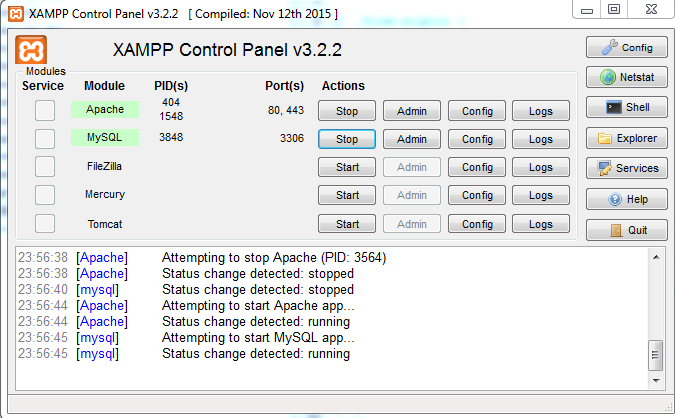 XAMPP Control Panel v3.2.2 [ Compiled: Nov 12th 2015 ]
XAMPP Control Panel v3.2.2
Config
Modules
Service Module PID(s) Port(s) Actions
Netstat
Apache 404 1548 80, 443 Stop Admin Config Logs
Shell
MySQL 3848 3306 Stop Admin Config Logs
Explorer
FileZilla Start Admin Config Logs
Services
Mercury Start Admin Config Logs
Help
Tomcat Start Admin Config Logs
Quit
23:56:38 [Apache] Attempting to stop Apache (PID: 3564)
23:56:38 [Apache] Status change detected: stopped
23:56:40 [mysql] Status change detected: stopped
23:56:44 [Apache] Attempting to start Apache app...
23:56:44 [Apache] Status change detected: running
23:56:45 [mysql] Attempting to start MySQL app...
23:56:45 [mysql] Status change detected: running